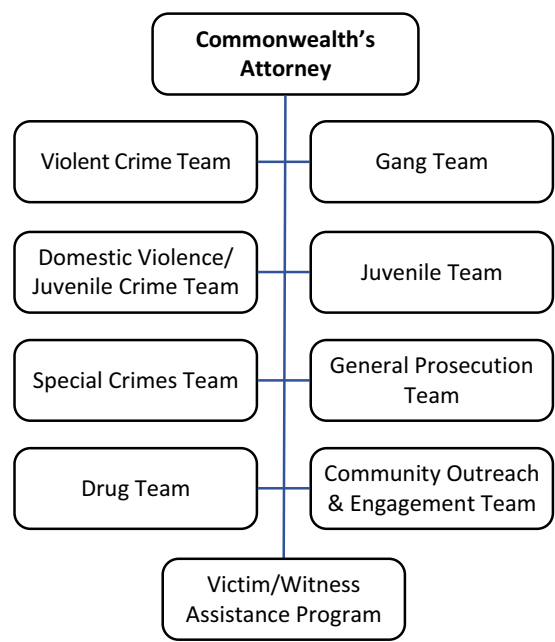 Commonwealth's
Attorney
Violent Crime Team
Gang Team
Domestic Violence/
Juvenile Crime Team
Juvenile Team
Special Crimes Team
General Prosecution
Team
Drug Team
Community Outreach
& Engagement Team
Victim/Witness
Assistance Program